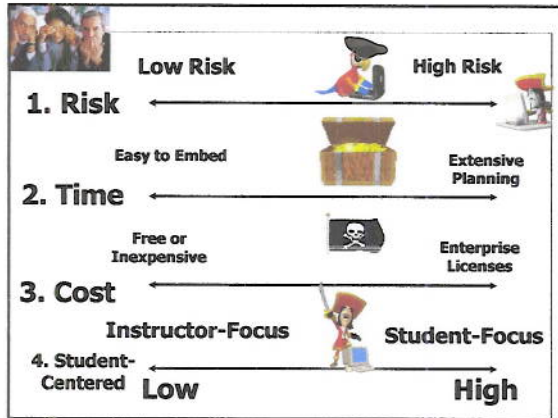 Low Risk
High Risk
1. Risk
Easy to Embed
Extensive
Planning
2. Time
Free or
Inexpensive
Enterprise
Licenses
3. Cost
Instructor-Focus
Student-Focus
4. Student-
Centered
Low
High